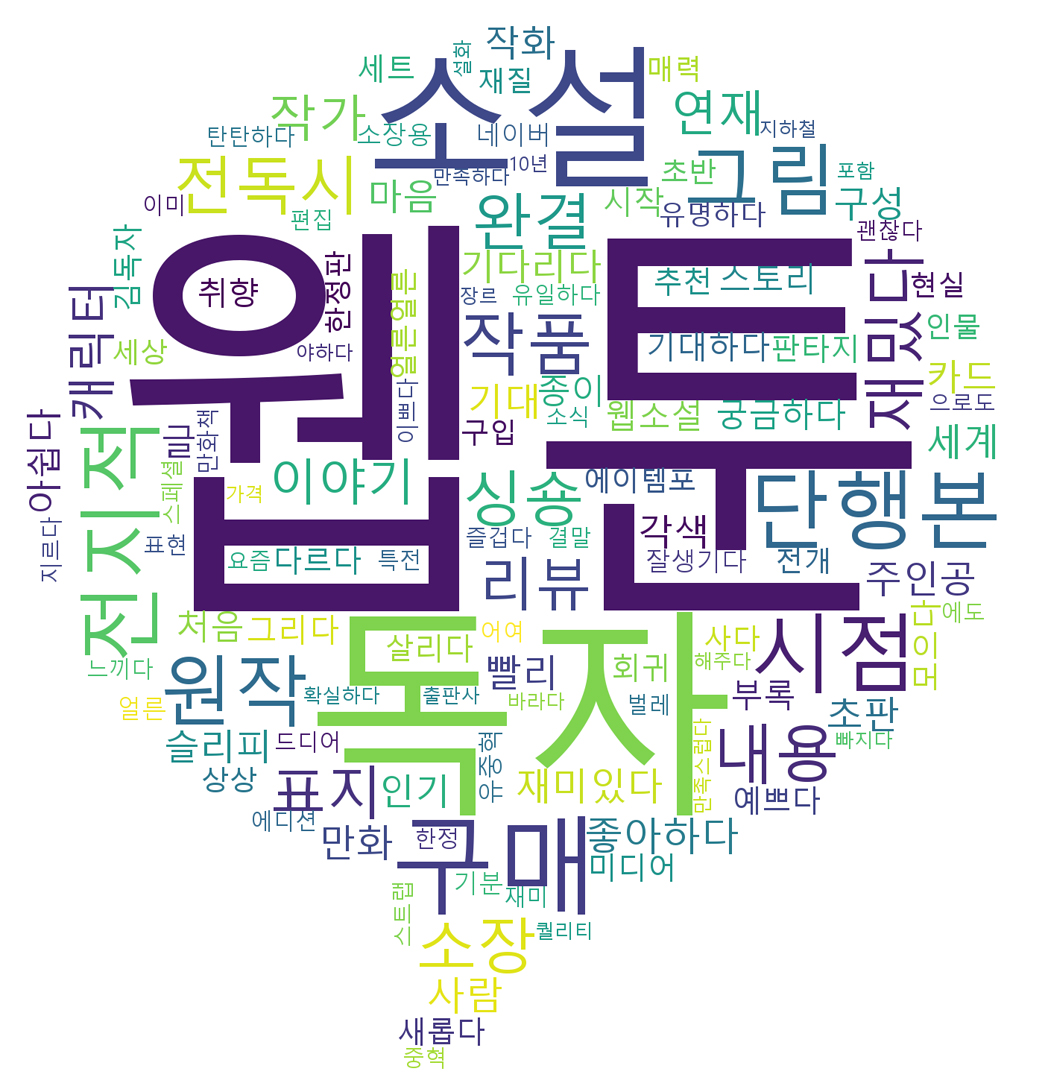 작화
설화
세트
재질
매력
소설
작가
연재
소장용
네이버
지하철
탄탄하다
그림
전독시
만족하다
10년
초반
포함
마음
완결
시작
유명하다
구성
이미
편집
김독자
취향
한정판
기다리다
추천
스토리
재밌다
괜찮다
현실
캐릭터
장르
유일하다
얼른얼른
웹툰
작품
세상
야하다
기대하다
판타지
인물
이쁘다
기대
종이
소식
웹소설
궁금하다
카드
으로도
아쉽다
전지적
만화책
구입
세계
스페셜
이야기
가격
싱숑
에이템포
단행본
지르다
표현
요즘
다르다
특전
즐겁다
결말
각색
잘생기다
전개
리뷰
주인공
처음
그리다
독자
살리다
어여
사다
시점
에도
느끼다
원작
빨리
회귀
해주다
단이머
확실하다
출판사
바라다
벌레
부록
얼른
초판
슬리피
드디어
유중혁
만족스럽다
내용
빠지다
상상
표지
인기
재미있다
예쁘다
에디션
만화
한정
구매
좋아하다
미디어
스트랩
기분
재미
소장
퀄리티
사람
새롭다
중혁